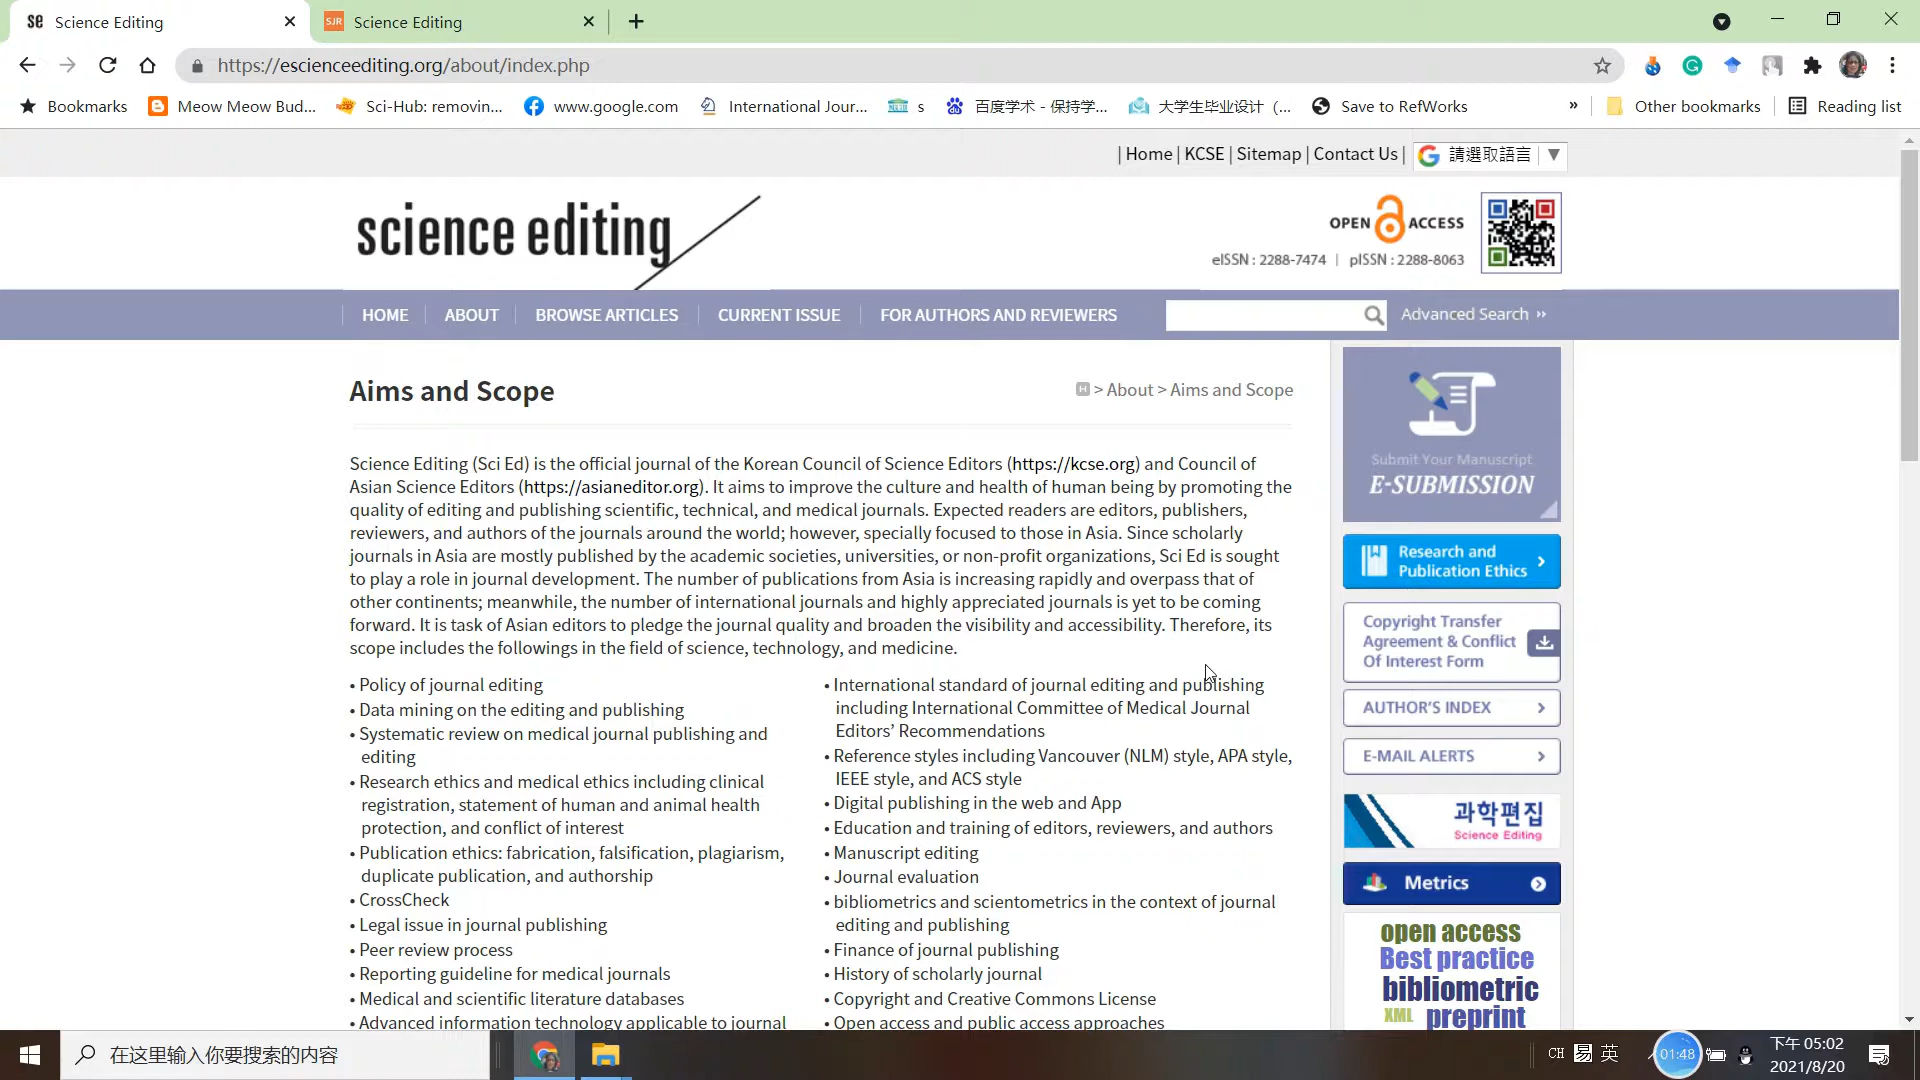 Science Editing
SJR
Science Editing
https://escienceediting.org/about/index.php
Bookmarks
Meow Meow Bud...
Sci-Hub: removin...
www.google.com
International Jour...
s
百度学术 - 保持学...
大学生毕业设计（...
Save to RefWorks
»
Other bookmarks
Reading list
| Home | KCSE | Sitemap | Contact Us |
請選取語言
science editing
OPEN ACCESS
eISSN : 2288-7474 | pISSN : 2288-8063
HOME
ABOUT
BROWSE ARTICLES
CURRENT ISSUE
FOR AUTHORS AND REVIEWERS
Advanced Search ››
Aims and Scope
H > About > Aims and Scope
Science Editing (Sci Ed) is the official journal of the Korean Council of Science Editors (https://kcse.org) and Council of
Asian Science Editors (https://asianeditor.org). It aims to improve the culture and health of human being by promoting the
quality of editing and publishing scientific, technical, and medical journals. Expected readers are editors, publishers,
reviewers, and authors of the journals around the world; however, specially focused to those in Asia. Since scholarly
journals in Asia are mostly published by the academic societies, universities, or non-profit organizations, Sci Ed is sought
to play a role in journal development. The number of publications from Asia is increasing rapidly and overpass that of
other continents; meanwhile, the number of international journals and highly appreciated journals is yet to be coming
forward. It is task of Asian editors to pledge the journal quality and broaden the visibility and accessibility. Therefore, its
scope includes the followings in the field of science, technology, and medicine.
• Policy of journal editing
• Data mining on the editing and publishing
• Systematic review on medical journal publishing and
editing
• Research ethics and medical ethics including clinical
registration, statement of human and animal health
protection, and conflict of interest
• Publication ethics: fabrication, falsification, plagiarism,
duplicate publication, and authorship
• CrossCheck
• Legal issue in journal publishing
• Peer review process
• Reporting guideline for medical journals
• Medical and scientific literature databases
• Advanced information technology applicable to journal
• International standard of journal editing and publishing
including International Committee of Medical Journal
Editors’ Recommendations
• Reference styles including Vancouver (NLM) style, APA style,
IEEE style, and ACS style
• Digital publishing in the web and App
• Education and training of editors, reviewers, and authors
• Manuscript editing
• Journal evaluation
• bibliometrics and scientometrics in the context of journal
editing and publishing
• Finance of journal publishing
• History of scholarly journal
• Copyright and Creative Commons License
• Open access and public access approaches
Submit Your Manuscript
E-SUBMISSION
Research and
Publication Ethics
Copyright Transfer
Agreement & Conflict
Of Interest Form
AUTHOR’S INDEX
E-MAIL ALERTS
과학편집
Science Editing
Metrics
open access
Best practice
bibliometric
XML preprint
在这里输入你要搜索的内容
CH
易
英
01:48
下午 05:02
2021/8/20